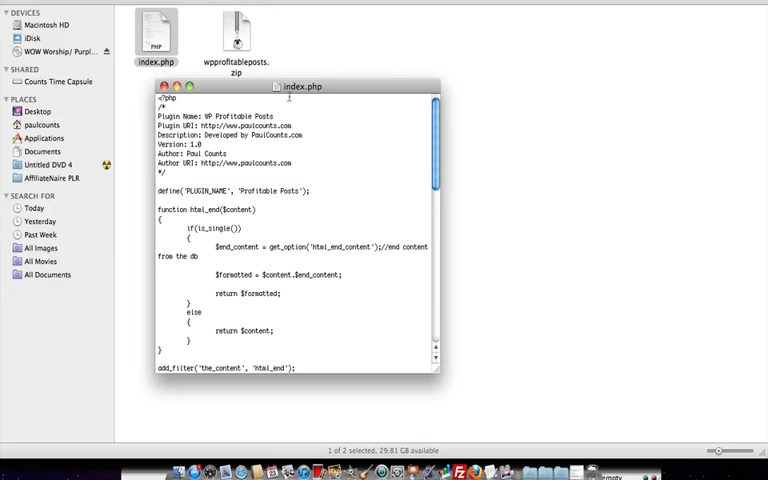 DEVICES
Macintosh HD
iDisk
WOW Worship/ Purpl...
SHARED
Counts Time Capsule
PLACES
Desktop
paulcounts
Applications
Documents
Untitled DVD 4
AffiliateNaire PLR
SEARCH FOR
Today
Yesterday
Past Week
All Images
All Movies
All Documents
PHP
index.php
wpprofitableposts.
zip
index.php
<?php
/*
Plugin Name: WP Profitable Posts
Plugin URI: http://www.paulcounts.com
Description: Developed by PaulCounts.com
Version: 1.0
Author: Paul Counts
Author URI: http://www.paulcounts.com
*/
define('PLUGIN_NAME', 'Profitable Posts');
function html_end($content)
{
if(is_single())
{
$end_content = get_option('html_end_content');//end content
from the db
$formatted = $content.$end_content;
return $formatted;
}
else
{
return $content;
}
}
add_filter('the_content', 'html_end');
1 of 2 selected, 29.81 GB available
Fz
empty